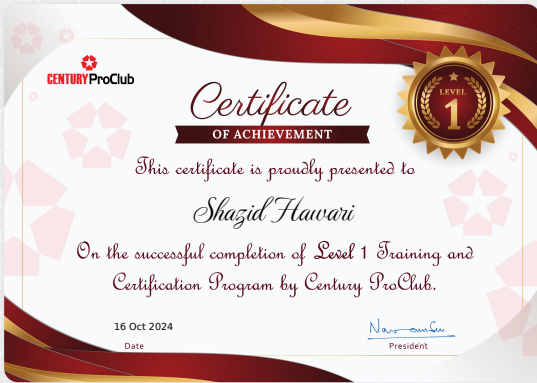 CENTURY ProClub
Certificate
OF ACHIEVEMENT
LEVEL
1
This certificate is proudly presented to
Shazid Hawari
On the successful completion of Level 1 Training and
Certification Program by Century ProClub.
16 Oct 2024
Date
President